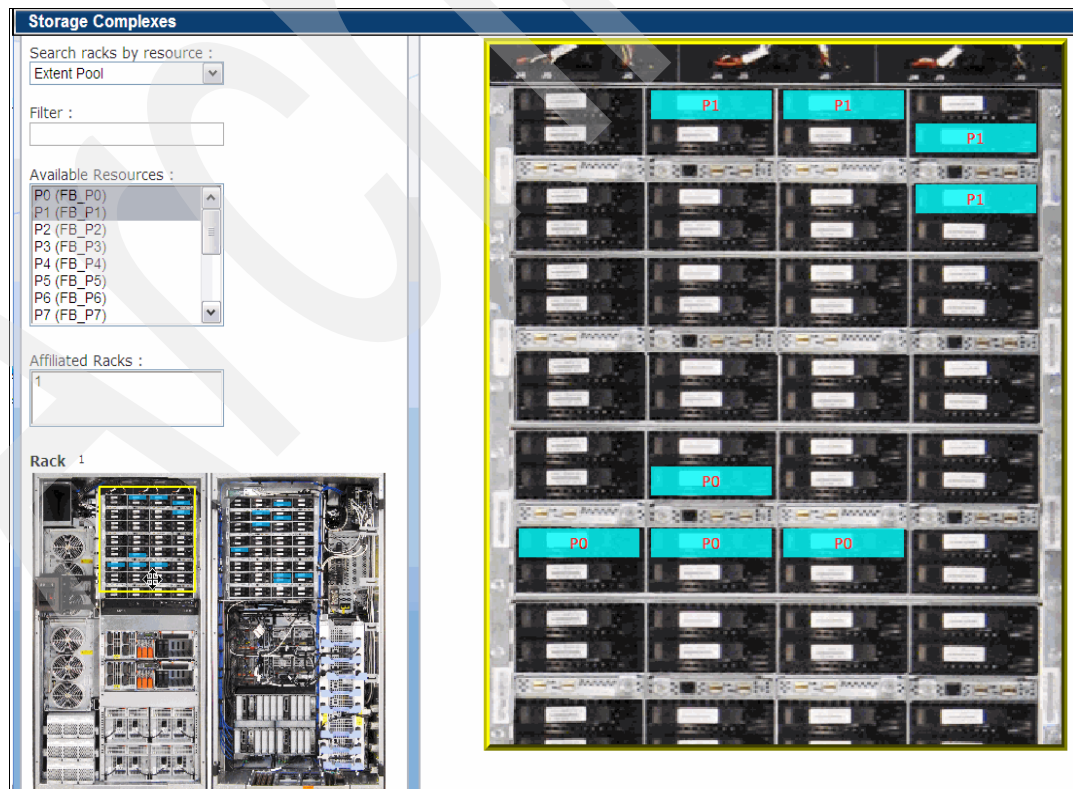 Storage Complexes
Search racks by resource :
Extent Pool
Filter :
Available Resources :
P0 (FB_P0)
P1 (FB_P1)
P2 (FB_P2)
P3 (FB_P3)
P4 (FB_P4)
P5 (FB_P5)
P6 (FB_P6)
P7 (FB_P7)
Affiliated Racks :
1
Rack 1
P1 P1
P1
P1
P0
P0 P0 P0